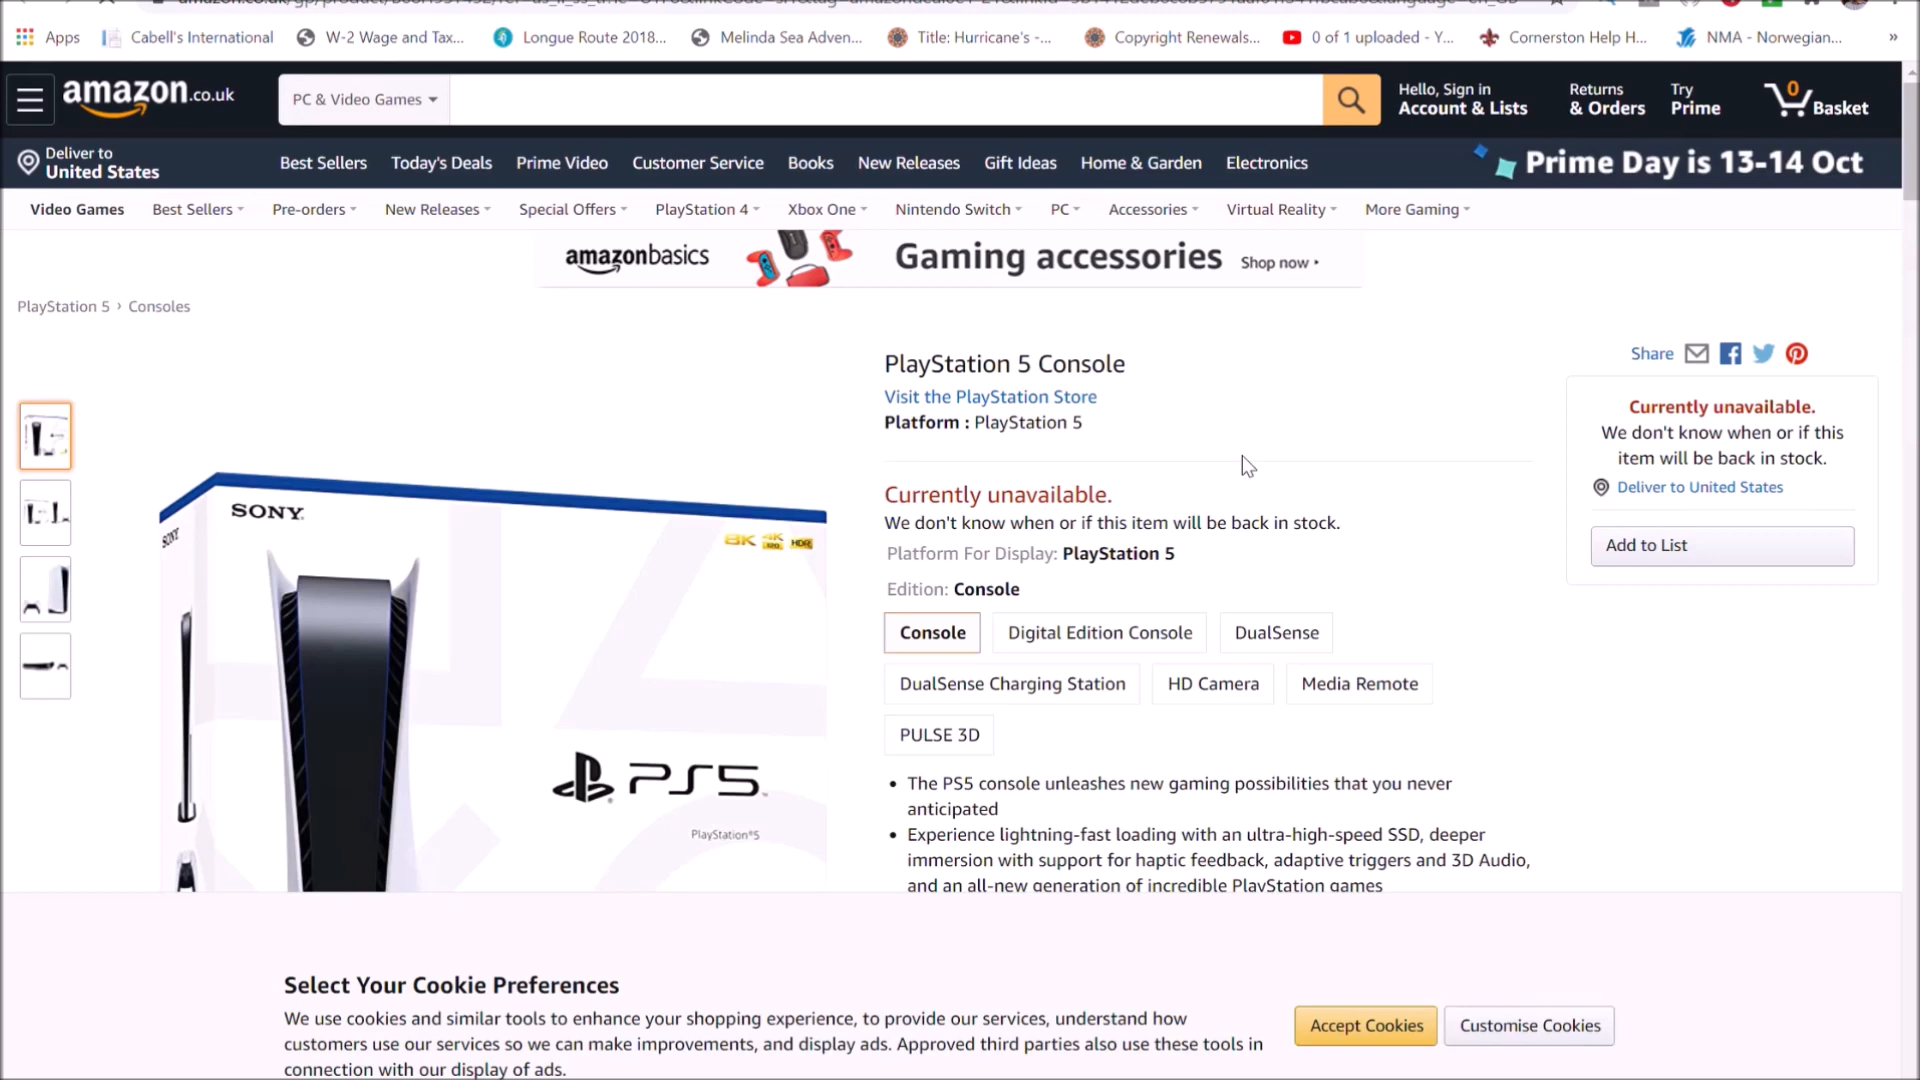 Apps
Cabell's International
W-2 Wage and Tax...
Longue Route 2018...
Melinda Sea Adven...
Title: Hurricane's -...
Copyright Renewals...
0 of 1 uploaded - Y...
Cornerston Help H...
NMA - Norwegian...
»
amazon.co.uk
PC & Video Games
Hello, Sign in
Account & Lists
Returns
& Orders
Try
Prime
0
Basket
Deliver to
United States
Best Sellers
Today's Deals
Prime Video
Customer Service
Books
New Releases
Gift Ideas
Home & Garden
Electronics
Prime Day is 13-14 Oct
Video Games
Best Sellers
Pre-orders
New Releases
Special Offers
PlayStation 4
Xbox One
Nintendo Switch
PC
Accessories
Virtual Reality
More Gaming
amazonbasics
Gaming accessories
Shop now
PlayStation 5 › Consoles
SONY
SONY
8K 4K 120 HDR
PS5
PlayStation®5
PlayStation 5 Console
Visit the PlayStation Store
Platform : PlayStation 5
Currently unavailable.
We don't know when or if this item will be back in stock.
Platform For Display: PlayStation 5
Edition: Console
Console
Digital Edition Console
DualSense
DualSense Charging Station
HD Camera
Media Remote
PULSE 3D
• The PS5 console unleashes new gaming possibilities that you never
anticipated
• Experience lightning-fast loading with an ultra-high-speed SSD, deeper
immersion with support for haptic feedback, adaptive triggers and 3D Audio,
and an all-new generation of incredible PlayStation games
Share
Currently unavailable.
We don't know when or if this
item will be back in stock.
Deliver to United States
Add to List
Select Your Cookie Preferences
We use cookies and similar tools to enhance your shopping experience, to provide our services, understand how
customers use our services so we can make improvements, and display ads. Approved third parties also use these tools in
connection with our display of ads.
Accept Cookies
Customise Cookies